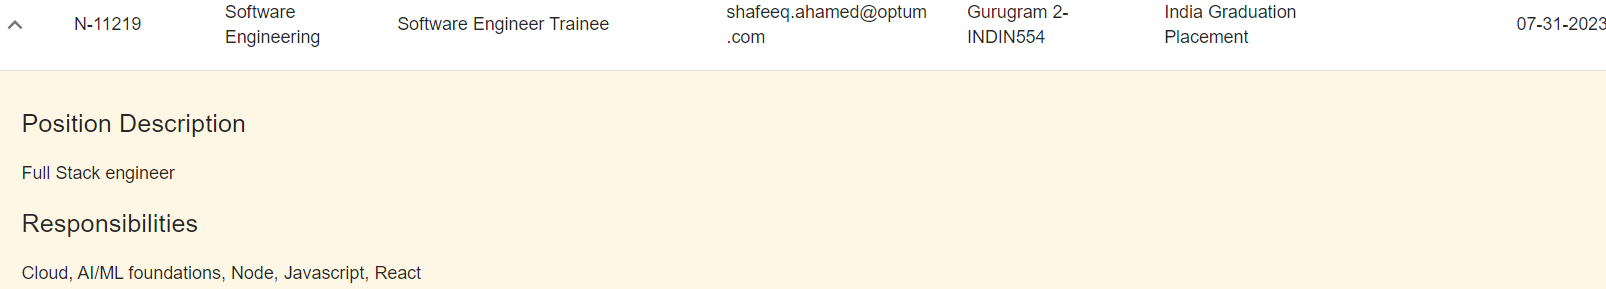 N-11219
Software
Engineering
Software Engineer Trainee
shafeeq.ahamed@optum
.com
Gurugram 2-
INDIN554
India Graduation
Placement
07-31-2023
Position Description
Full Stack engineer
Responsibilities
Cloud, AI/ML foundations, Node, Javascript, React